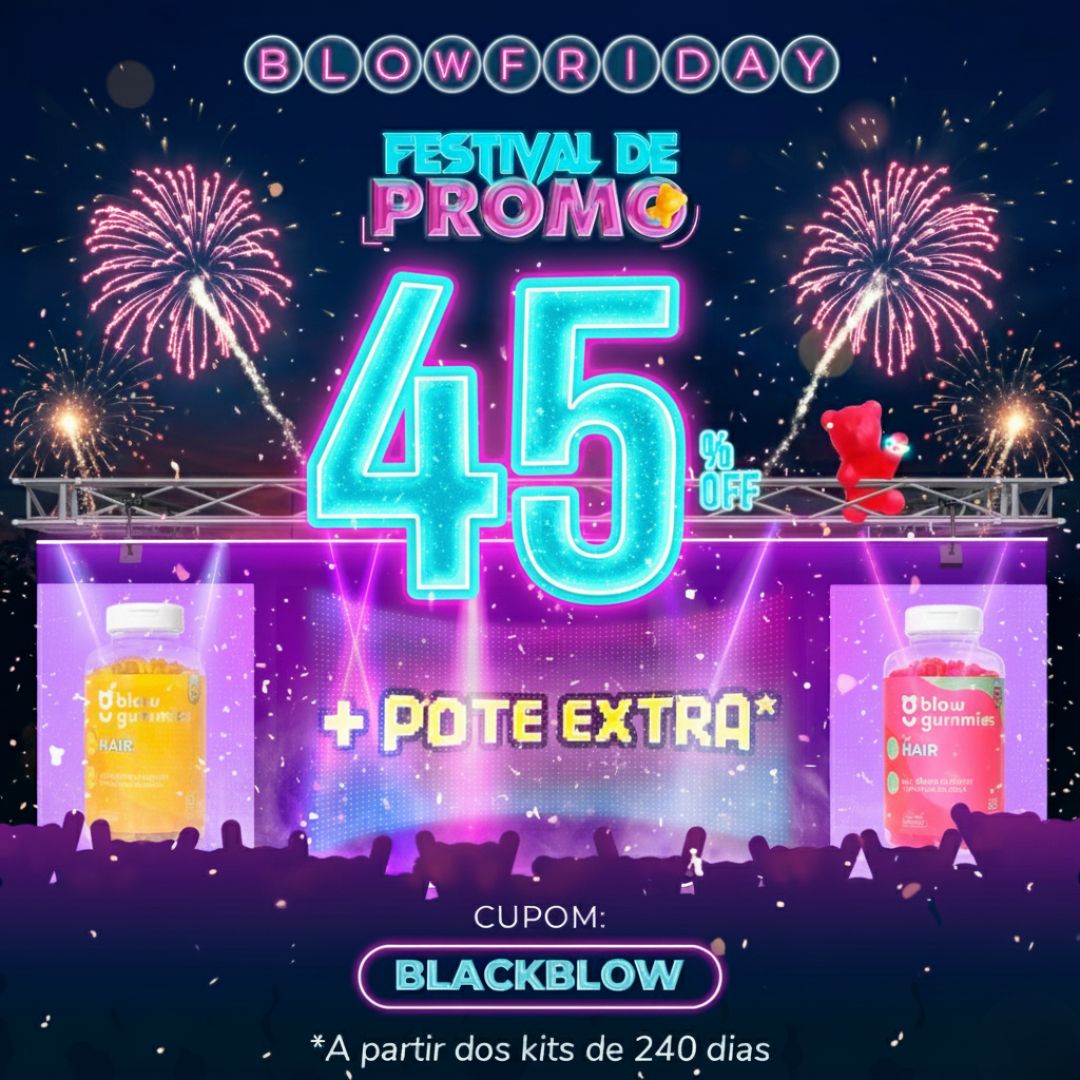 BLOWFRIDAY
FESTIVAL DE
PROMO
45
%
OFF
+ POTE EXTRA*
blow
gummies
HAIR
blow
gummies
HAIR
CUPOM:
BLACKBLOW
*A partir dos kits de 240 dias